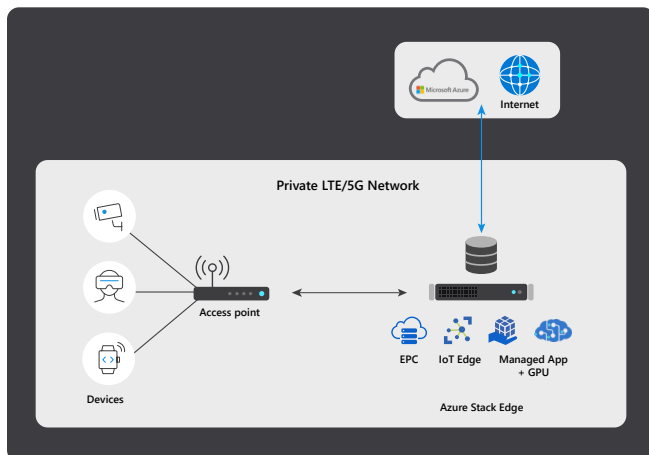 Microsoft Azure
Internet
Private LTE/5G Network
Access point
EPC
IoT Edge
Managed App
+ GPU
Devices
Azure Stack Edge